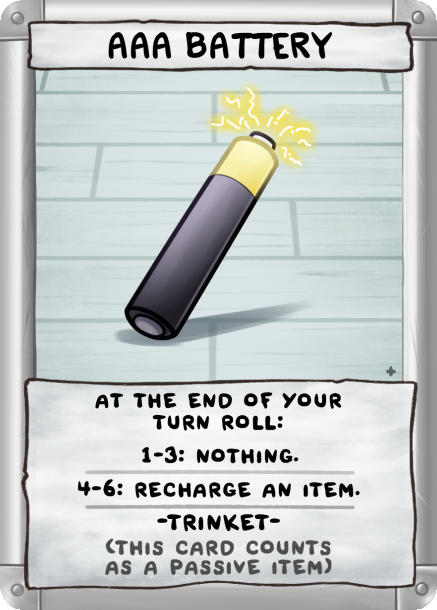 AAA BATTERY
AT THE END OF YOUR
TURN ROLL:
1-3: NOTHING.
4-6: RECHARGE AN ITEM.
-TRINKET-
(THIS CARD COUNTS
AS A PASSIVE ITEM)